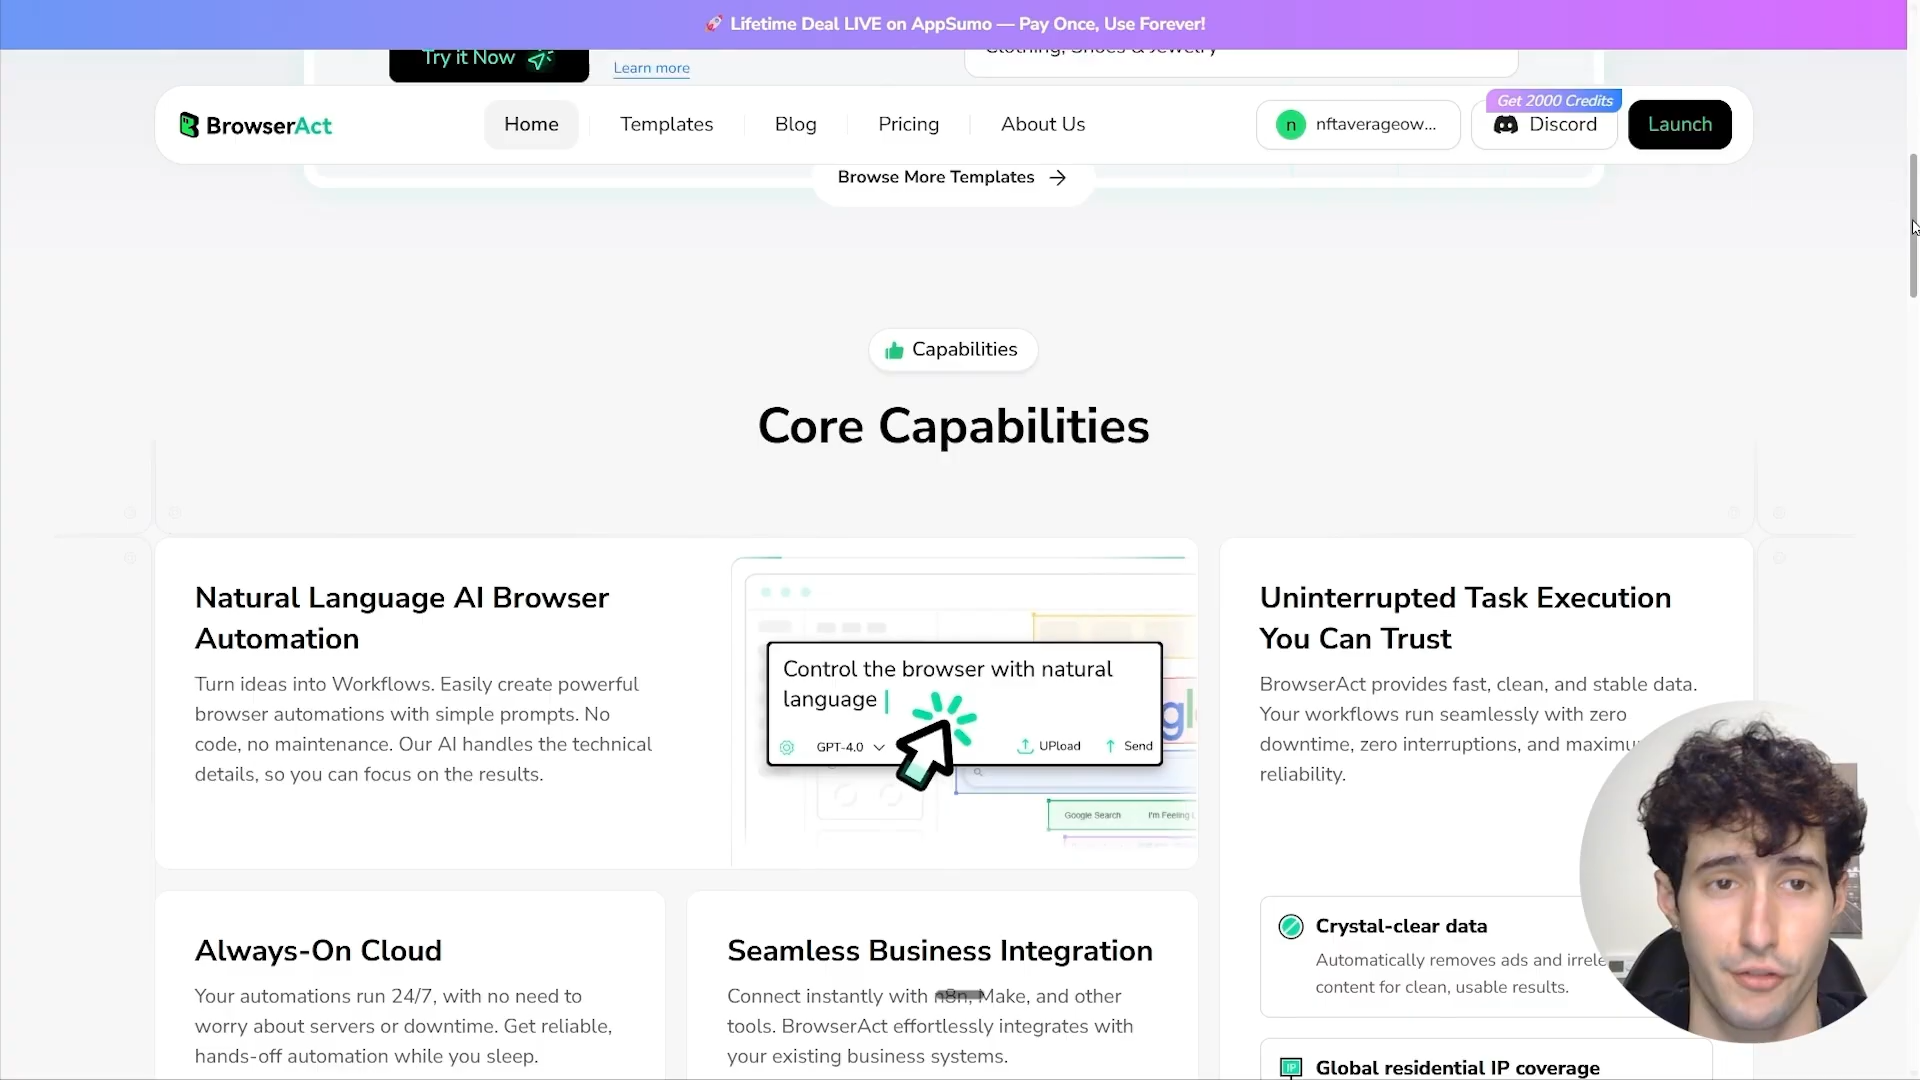 🚀 Lifetime Deal LIVE on AppSumo — Pay Once, Use Forever!
Try it Now
Learn more
Clothing, Shoes & Jewelry
BrowserAct
Home
Templates
Blog
Pricing
About Us
n
nftaverageow...
Get 2000 Credits
Discord
Launch
Browse More Templates →
Capabilities
Core Capabilities
Natural Language AI Browser
Automation
Turn ideas into Workflows. Easily create powerful
browser automations with simple prompts. No
code, no maintenance. Our AI handles the technical
details, so you can focus on the results.
Control the browser with natural
language
GPT-4.0
UPload
Send
Google Search
I'm Feeling L
Uninterrupted Task Execution
You Can Trust
BrowserAct provides fast, clean, and stable data.
Your workflows run seamlessly with zero
downtime, zero interruptions, and maximu
reliability.
Crystal-clear data
Automatically removes ads and irrele
content for clean, usable results.
IP
Global residential IP coverage
Always-On Cloud
Your automations run 24/7, with no need to
worry about servers or downtime. Get reliable,
hands-off automation while you sleep.
Seamless Business Integration
Connect instantly with n8n, Make, and other
tools. BrowserAct effortlessly integrates with
your existing business systems.